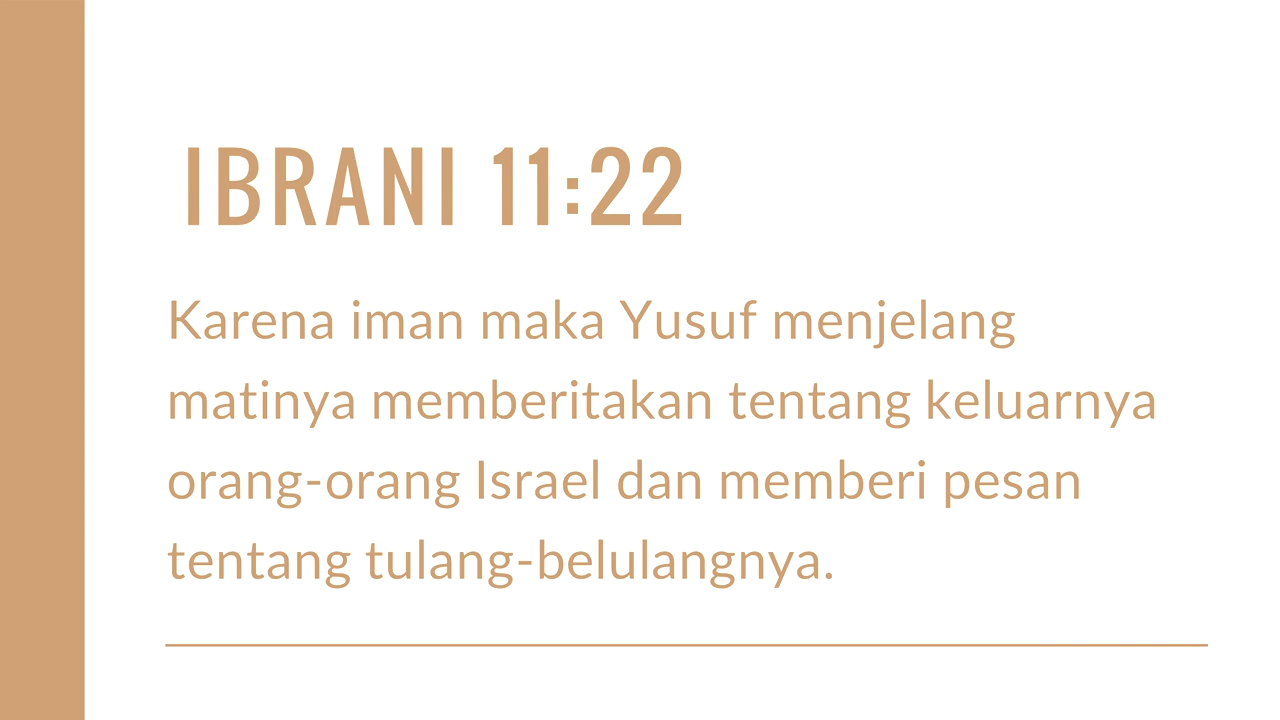 IBRANI 11:22
Karena iman maka Yusuf menjelang
matinya memberitakan tentang keluarnya
orang-orang Israel dan memberi pesan
tentang tulang-belulangnya.